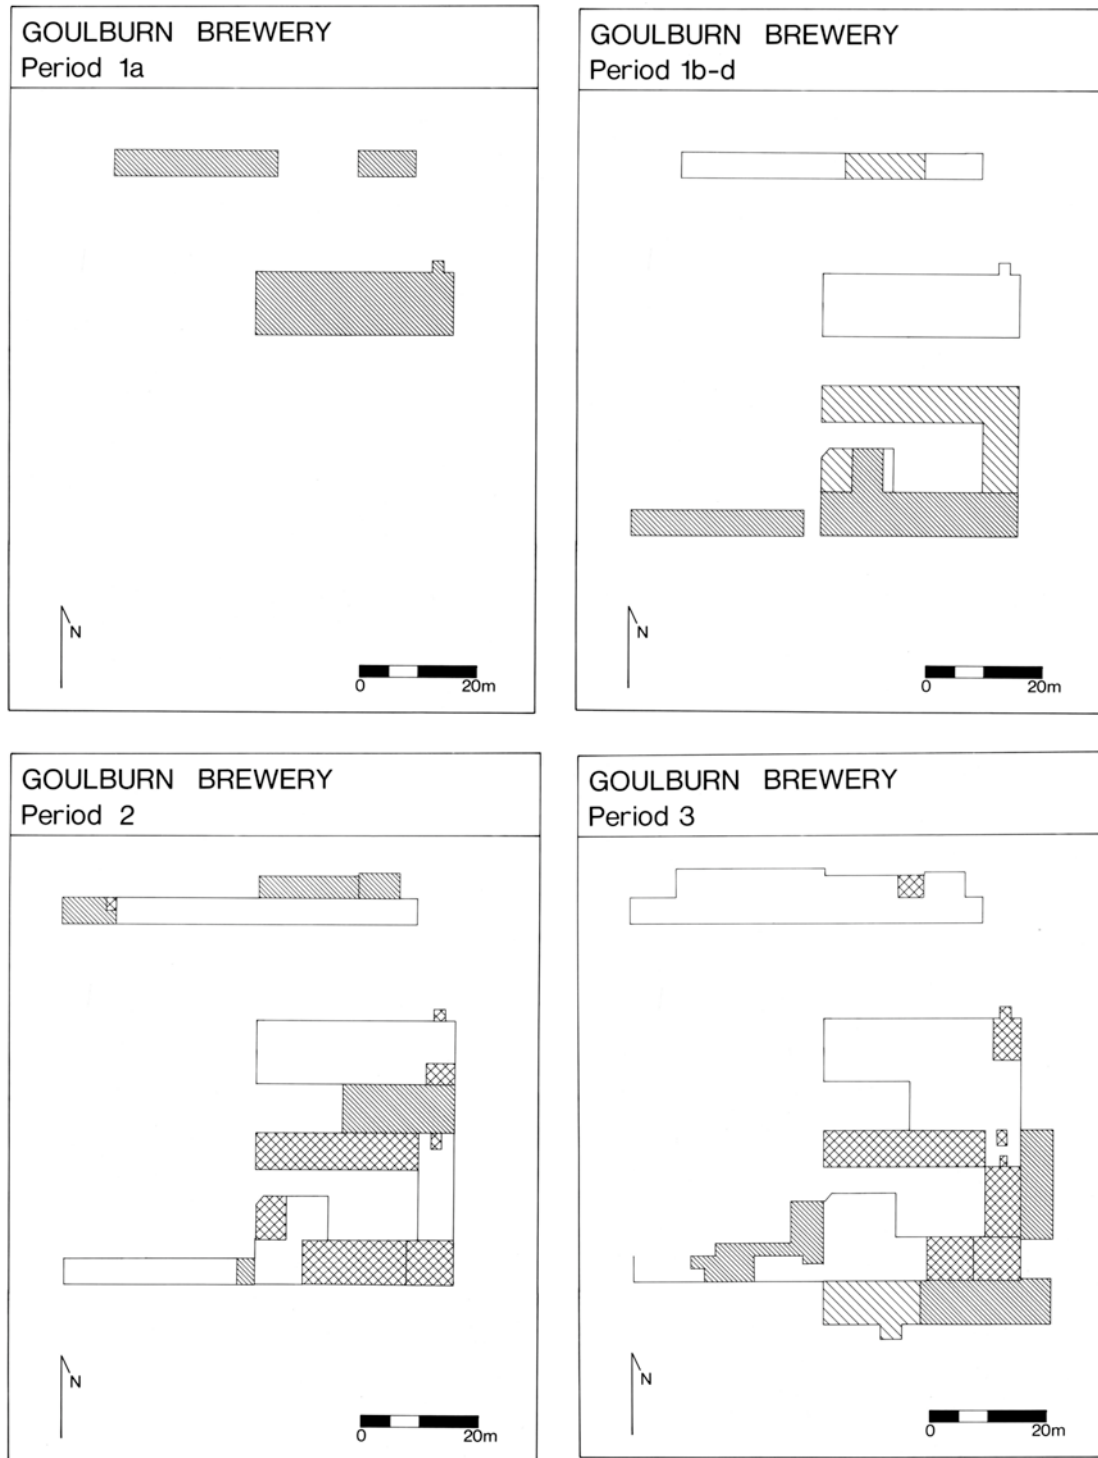 GOULBURN BREWERY
Period 1a
N
0 20m
GOULBURN BREWERY
Period 1b-d
N
0 20m
GOULBURN BREWERY
Period 2
N
0 20m
GOULBURN BREWERY
Period 3
N
0 20m